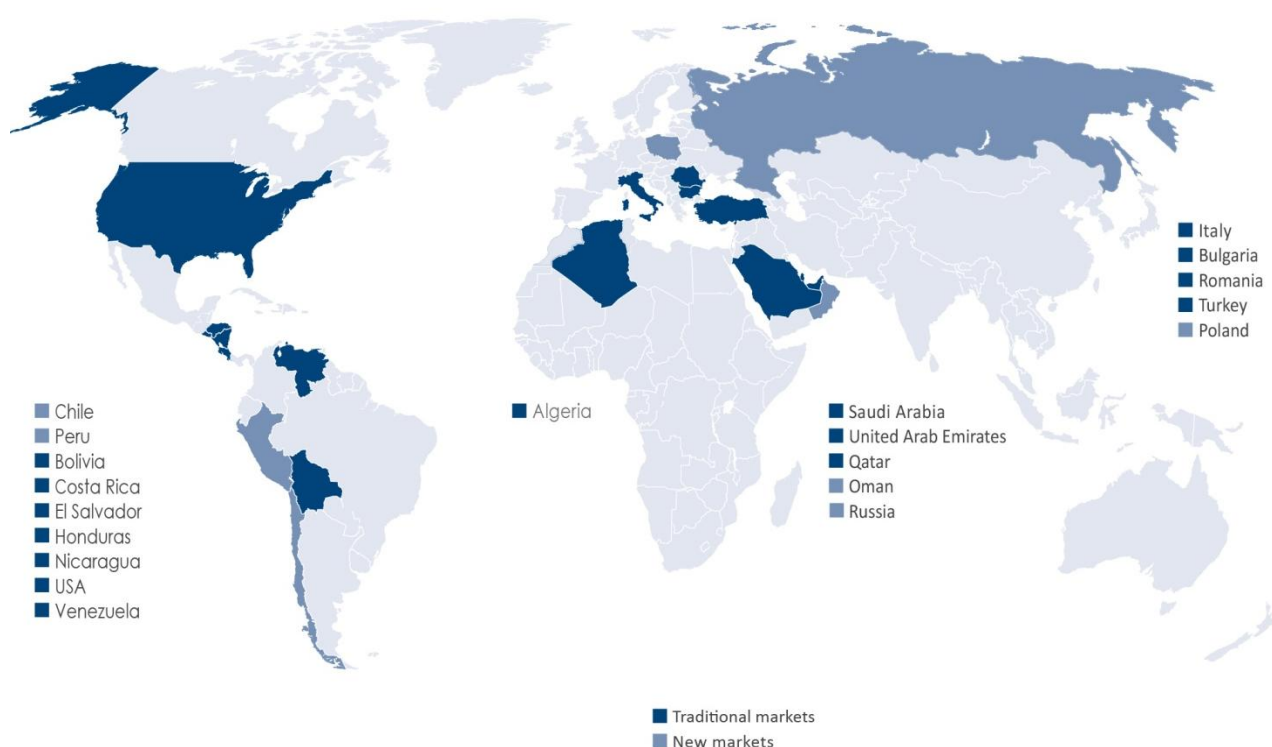 Italy
Bulgaria
Romania
Turkey
Poland
Chile
Peru
Bolivia
Costa Rica
El Salvador
Honduras
Nicaragua
USA
Venezuela
Algeria
Saudi Arabia
United Arab Emirates
Qatar
Oman
Russia
Traditional markets
New markets